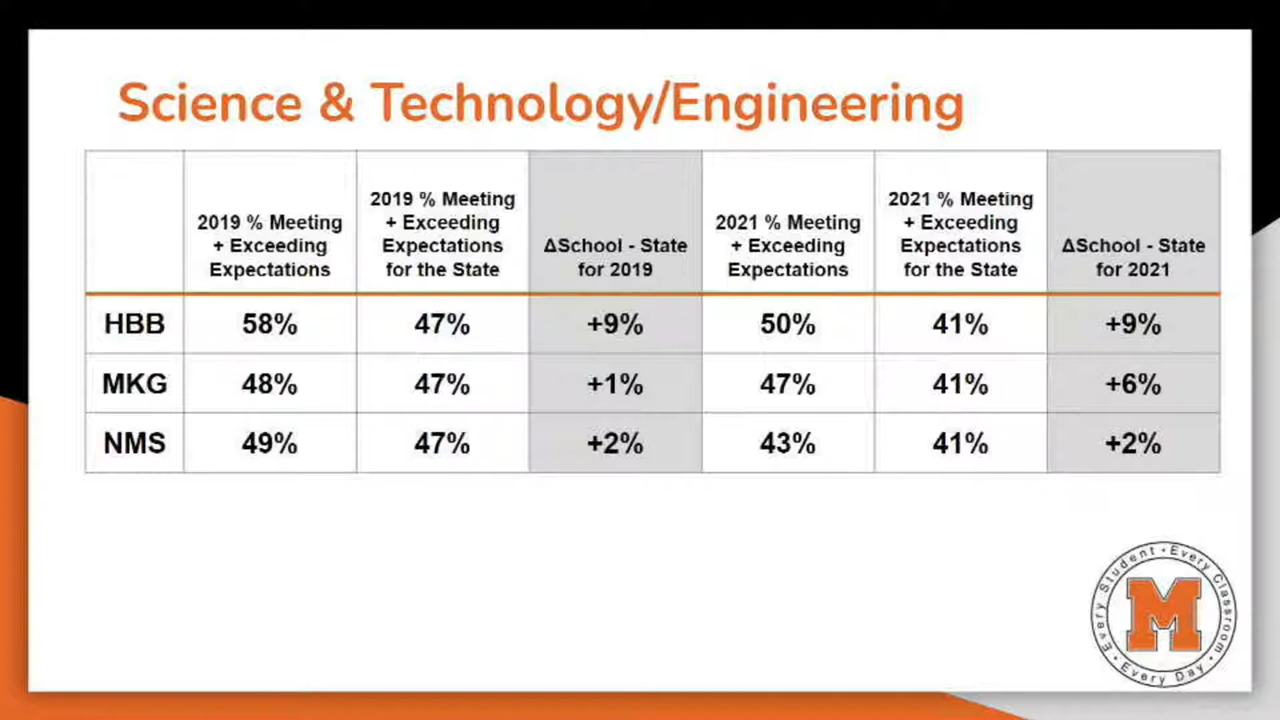 Science & Technology/Engineering
2019 % Meeting
+ Exceeding
Expectations
2019 % Meeting
+ Exceeding
Expectations
for the State
ΔSchool - State
for 2019
2021 % Meeting
+ Exceeding
Expectations
2021 % Meeting
+ Exceeding
Expectations
for the State
ΔSchool - State
for 2021
HBB 58% 47% +9% 50% 41% +9%
MKG 48% 47% +1% 47% 41% +6%
NMS 49% 47% +2% 43% 41% +2%
Every Student • Every Classroom • Every Day •
M